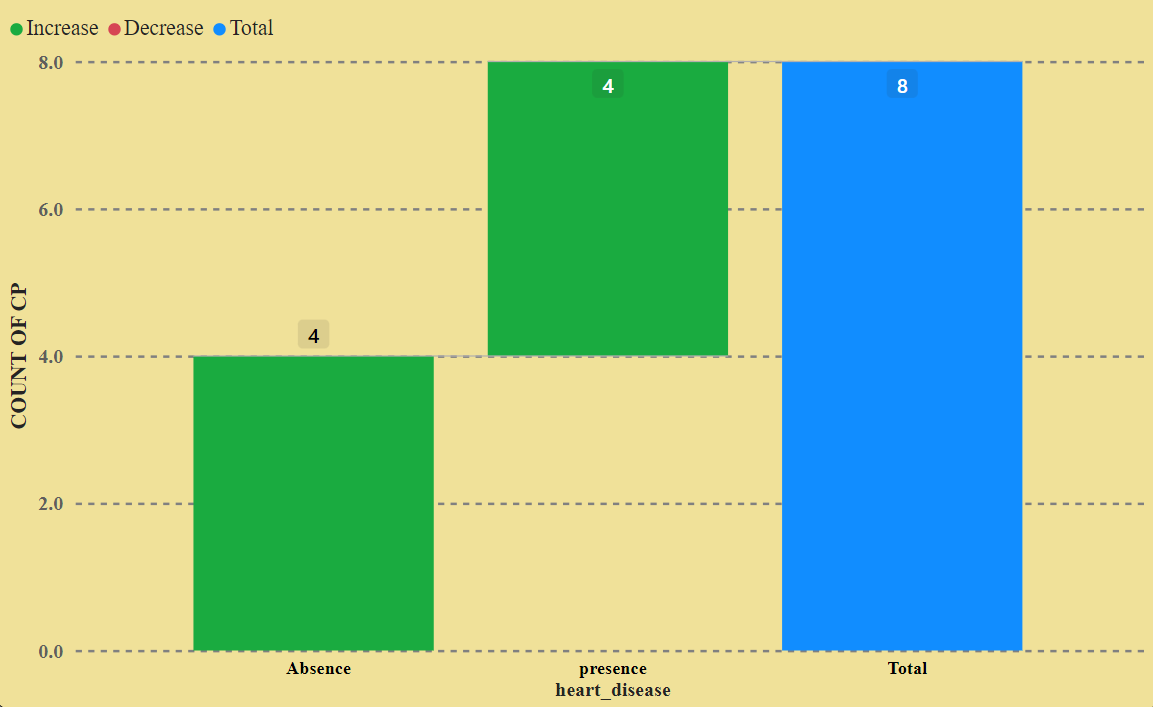 Increase Decrease Total
8.0
6.0
4.0
2.0
0.0
COUNT OF CP
4
4
8
Absence presence Total
heart_disease